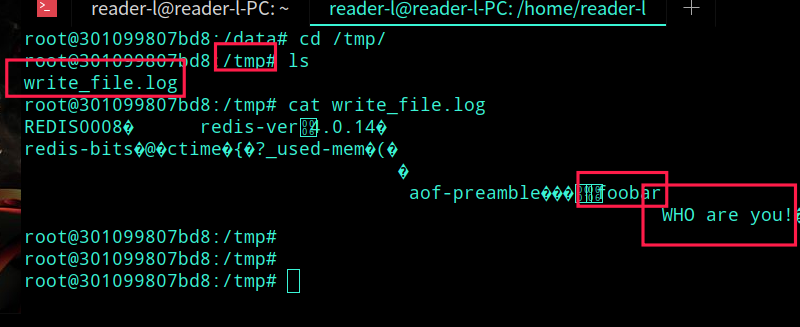 reader-l@reader-l-PC: ~ reader-l@reader-l-PC: /home/reader-l
root@301099807bd8:/data# cd /tmp/
root@301099807bd8:/tmp# ls
write_file.log
root@301099807bd8:/tmp# cat write_file.log
REDIS0008� redis-ver4.0.14�
redis-bits�@�ctime�{�?_used-mem�(�
�
aof-preamble���foobar
WHO are you!�
root@301099807bd8:/tmp#
root@301099807bd8:/tmp#
root@301099807bd8:/tmp#